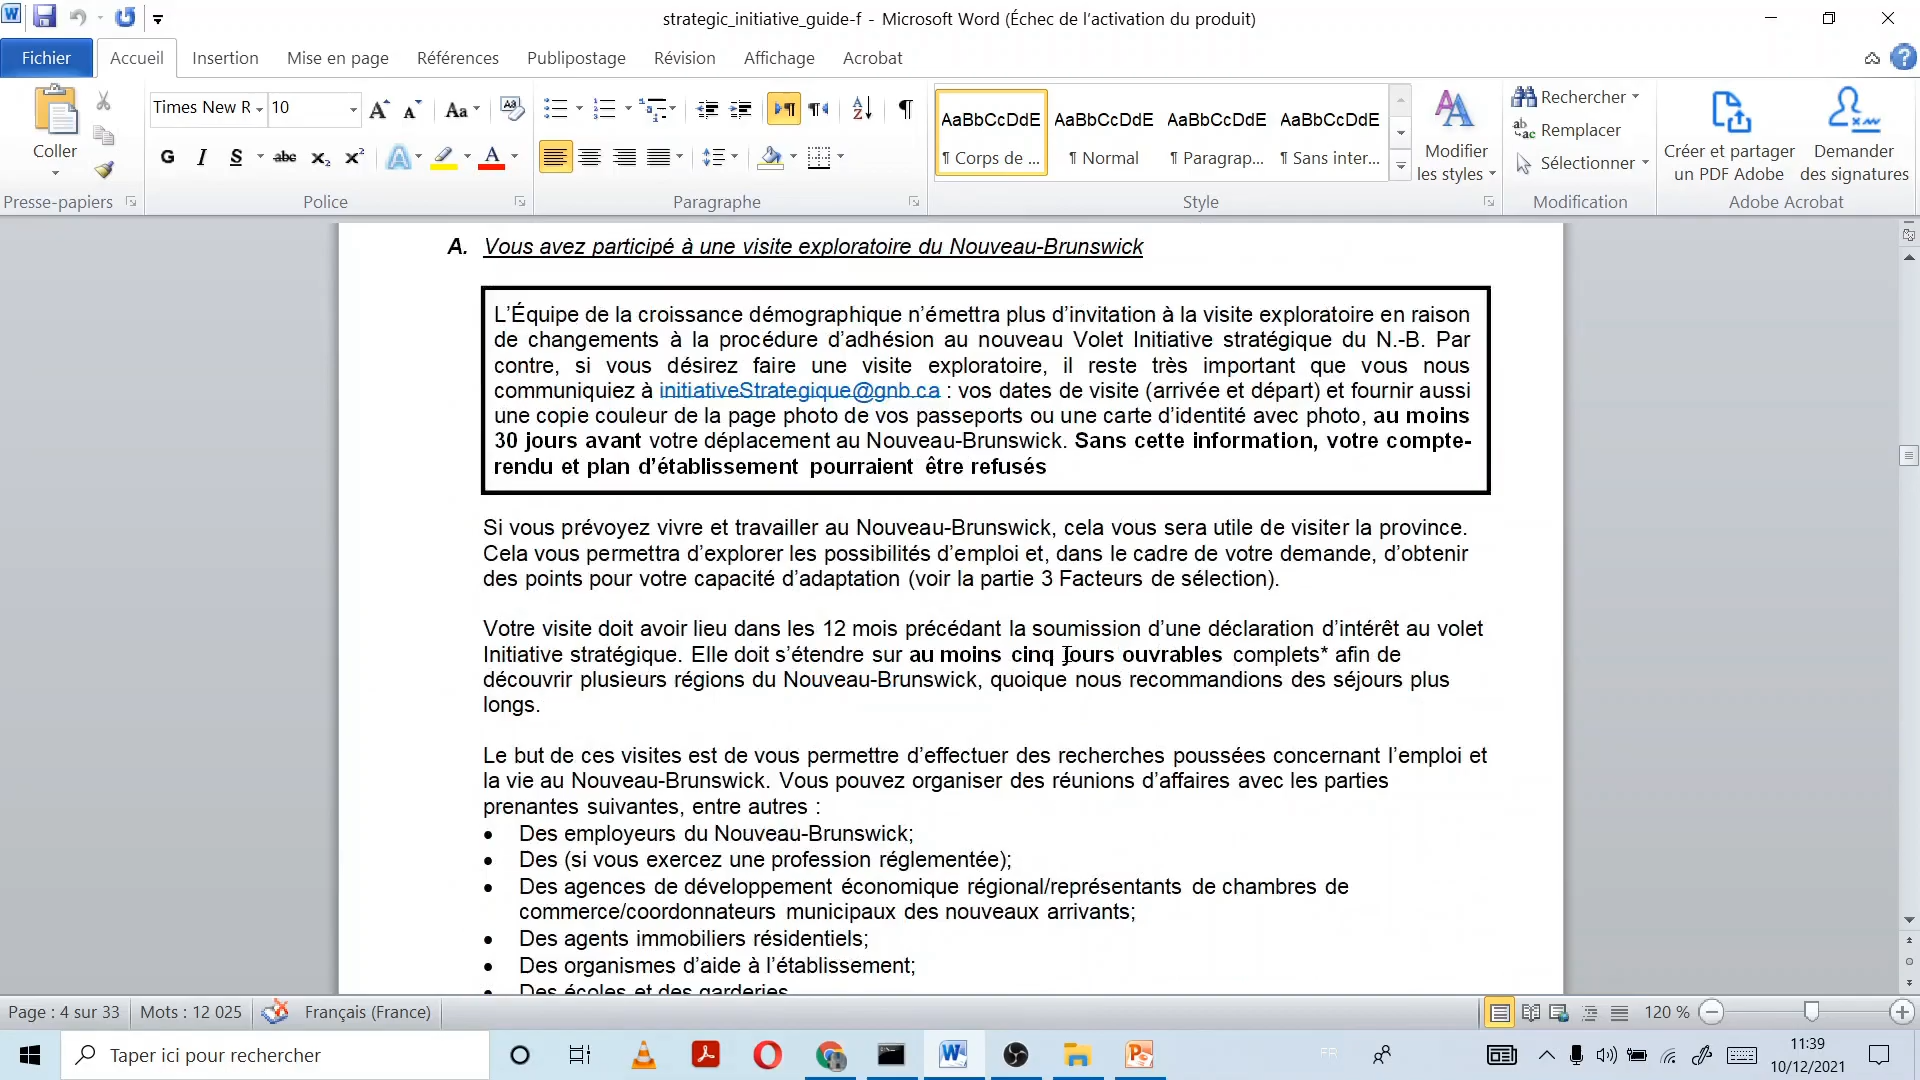 strategic_initiative_guide-f - Microsoft Word (Échec de l'activation du produit)
Fichier
Accueil
Insertion
Mise en page
Références
Publipostage
Révision
Affichage
Acrobat
Coller
Presse-papiers
Times New R
10
Aa
G I S abc x₂ x²
Police
Paragraphe
AaBbCcDdE
AaBbCcDdE
AaBbCcDdE
AaBbCcDdE
¶ Corps de ...
¶ Normal
¶ Paragrap...
¶ Sans inter...
Style
Modifier
les styles
Rechercher
Remplacer
Sélectionner
Modification
Créer et partager
un PDF Adobe
Demander
des signatures
Adobe Acrobat
A. Vous avez participé à une visite exploratoire du Nouveau-Brunswick
L'Équipe de la croissance démographique n'émettra plus d'invitation à la visite exploratoire en raison
de changements à la procédure d'adhésion au nouveau Volet Initiative stratégique du N.-B. Par
contre, si vous désirez faire une visite exploratoire, il reste très important que vous nous
communiquiez à initiativeStrategique@gnb.ca : vos dates de visite (arrivée et départ) et fournir aussi
une copie couleur de la page photo de vos passeports ou une carte d'identité avec photo, au moins
30 jours avant votre déplacement au Nouveau-Brunswick. Sans cette information, votre compte-
rendu et plan d'établissement pourraient être refusés
Si vous prévoyez vivre et travailler au Nouveau-Brunswick, cela vous sera utile de visiter la province.
Cela vous permettra d'explorer les possibilités d'emploi et, dans le cadre de votre demande, d'obtenir
des points pour votre capacité d'adaptation (voir la partie 3 Facteurs de sélection).
Votre visite doit avoir lieu dans les 12 mois précédant la soumission d'une déclaration d'intérêt au volet
Initiative stratégique. Elle doit s'étendre sur au moins cinq jours ouvrables complets* afin de
découvrir plusieurs régions du Nouveau-Brunswick, quoique nous recommandions des séjours plus
longs.
Le but de ces visites est de vous permettre d'effectuer des recherches poussées concernant l'emploi et
la vie au Nouveau-Brunswick. Vous pouvez organiser des réunions d'affaires avec les parties
prenantes suivantes, entre autres :
• Des employeurs du Nouveau-Brunswick;
• Des (si vous exercez une profession réglementée);
• Des agences de développement économique régional/représentants de chambres de
commerce/coordonnateurs municipaux des nouveaux arrivants;
• Des agents immobiliers résidentiels;
• Des organismes d'aide à l'établissement;
• Des écoles et des garderies
Page : 4 sur 33
Mots : 12 025
Français (France)
120 %
Taper ici pour rechercher
FR
11:39
10/12/2021